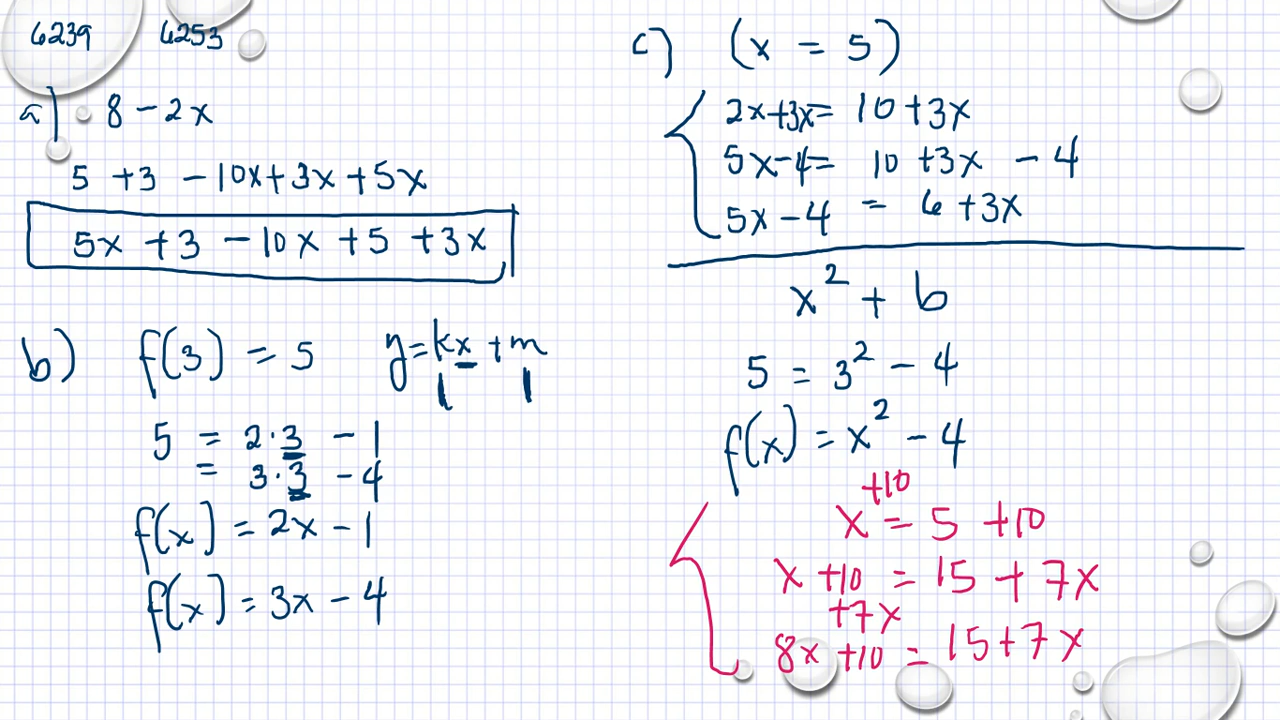 6239 6253
a) 8 - 2x
5 + 3 - 10x + 3x + 5x
5x + 3 - 10x + 5 + 3x
b) f(3) = 5 y = kx + m
5 = 2 · 3 - 1
= 3 · 3 - 4
f(x) = 2x - 1
f(x) = 3x - 4
c) (x = 5)
2x + 3x = 10 + 3x
5x - 4 = 10 + 3x - 4
5x - 4 = 6 + 3x
x² + b
5 = 3² - 4
f(x) = x² - 4
+10
x = 5 + 10
x + 10 = 15 + 7x
+7x
8x + 10 = 15 + 7x